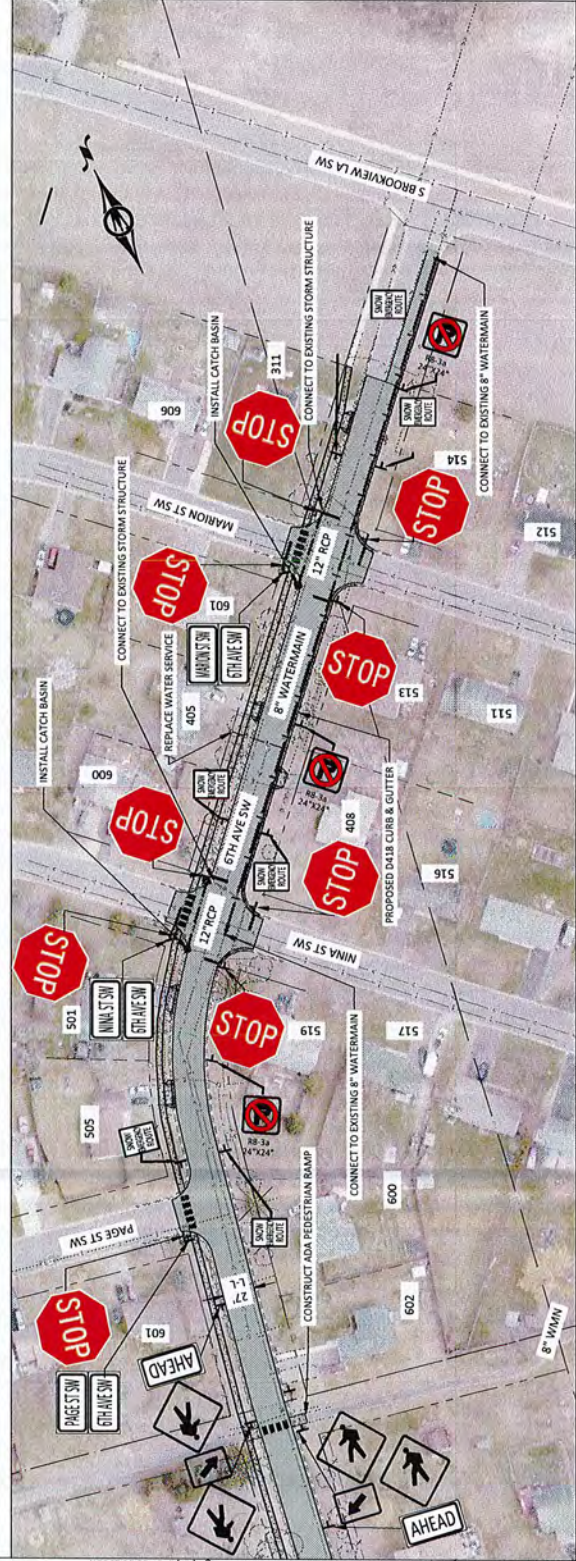 S BROOKVIEW LA SW
N
SNOW
EMERGENCY
ROUTE
R8-3a
24"X24"
SNOW
EMERGENCY
ROUTE
CONNECT TO EXISTING 8" WATERMAIN
CONNECT TO EXISTING STORM STRUCTURE
311
INSTALL CATCH BASIN
606
STOP
514
STOP
512
MARION ST SW
12" RCP
CONNECT TO EXISTING STORM STRUCTURE
STOP
601
MARION ST SW
6TH AVE SW
STOP
513
511
8" WATERMAIN
REPLACE WATER SERVICE
405
R8-3a
24"X24"
PROPOSED D418 CURB & GUTTER
INSTALL CATCH BASIN
600
SNOW
EMERGENCY
ROUTE
6TH AVE SW
408
SNOW
EMERGENCY
ROUTE
516
STOP
STOP
12"RCP
NINA ST SW
STOP
501
NINA ST SW
6TH AVE SW
STOP
519
517
CONNECT TO EXISTING 8" WATERMAIN
505
SNOW
EMERGENCY
ROUTE
R8-3a
24"X24"
600
PAGE ST SW
SNOW
EMERGENCY
ROUTE
CONSTRUCT ADA PEDESTRIAN RAMP
STOP
601
PAGE ST SW
6TH AVE SW
27'
L-L
602
8" WMN
AHEAD
AHEAD